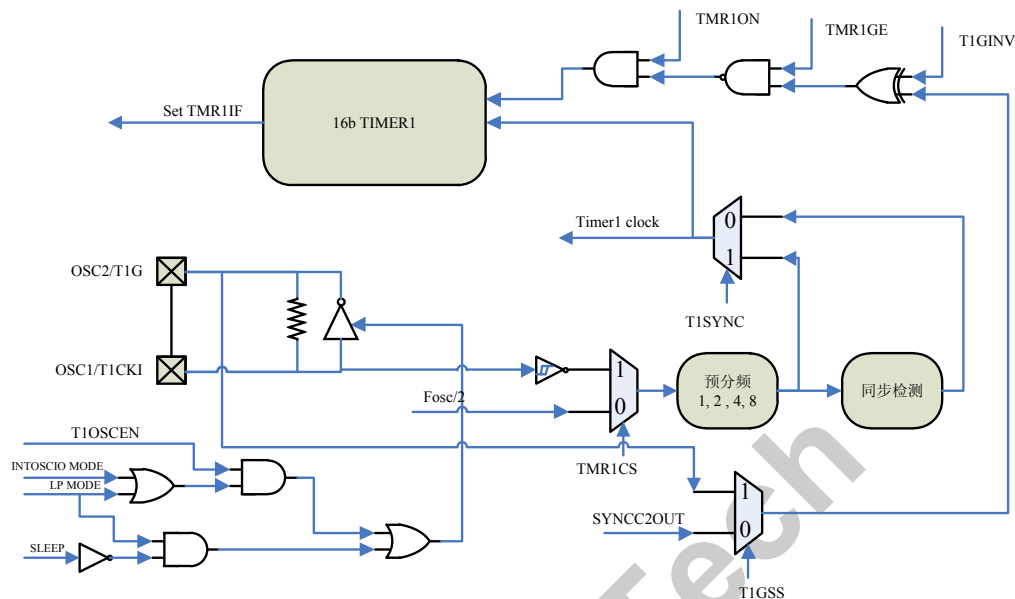 TMR1ON
TMR1GE
T1GINV
Set TMR1IF
16b TIMER1
Timer1 clock
0
1
T1SYNC
OSC2/T1G
OSC1/T1CKI
Fosc/2
1
0
TMR1CS
预分频
1, 2 , 4, 8
同步检测
T1OSCEN
INTOSCIO MODE
LP MODE
SLEEP
SYNCC2OUT
1
0
T1GSS
Tech